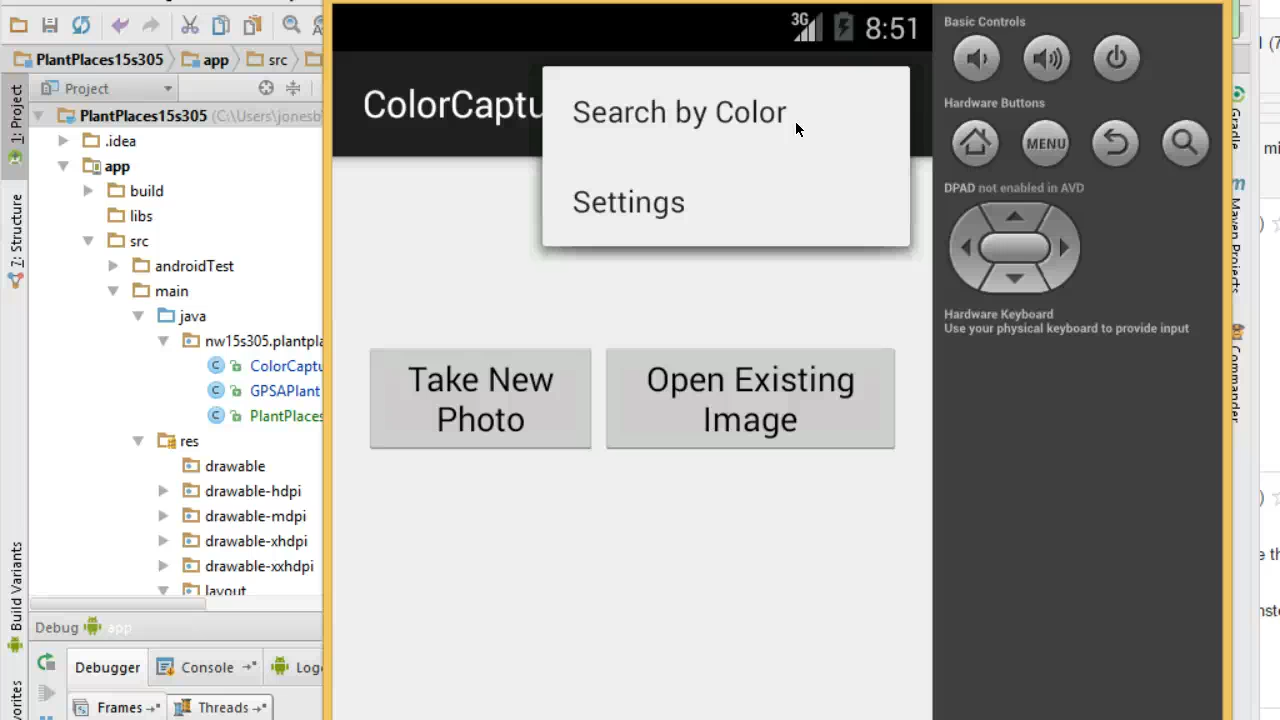 PlantPlaces15s305
app
src
1: Project
7: Structure
Build Variants
Project
PlantPlaces15s305 (C:\Users\jonesb
.idea
app
build
libs
src
androidTest
main
java
nw15s305.plantpla
ColorCaptu
GPSAPlant
PlantPlaces
res
drawable
drawable-hdpi
drawable-mdpi
drawable-xhdpi
drawable-xxhdpi
layout
Debug app
Debugger
Console
Logc
Frames
Threads
3G 8:51
ColorCaptu
Search by Color
Settings
Take New
Photo
Open Existing
Image
Basic Controls
Hardware Buttons
MENU
DPAD not enabled in AVD
Hardware Keyboard
Use your physical keyboard to provide input
Gradle
Maven Projects
Commander